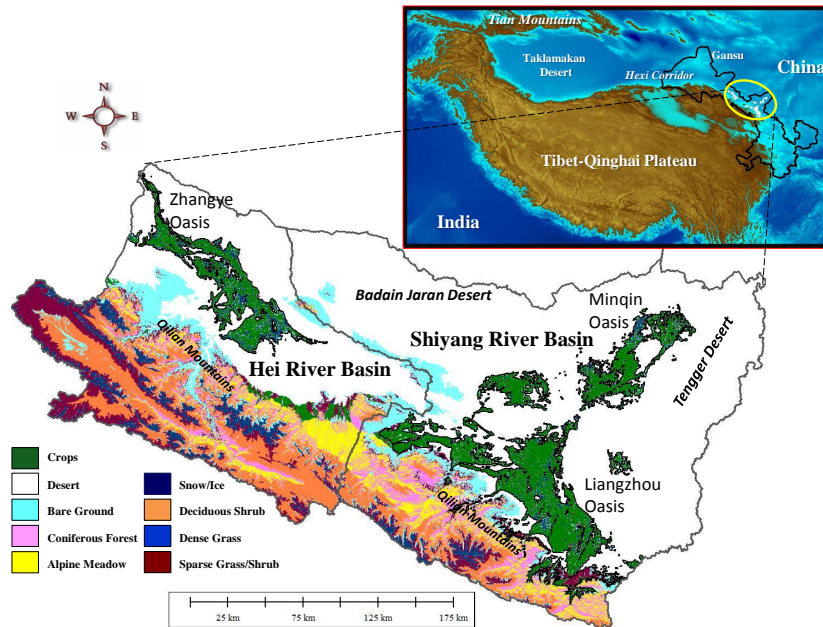 Tian Mountains
Taklamakan
Desert
Gansu
China
Hexi Corridor
Tibet-Qinghai Plateau
India
N
W
E
S
Zhangye
Oasis
Badain Jaran Desert
Minqin
Oasis
Shiyang River Basin
Qilian Mountains
Hei River Basin
Tengger Desert
Liangzhou
Oasis
Qilian Mountains
Crops
Desert
Bare Ground
Coniferous Forest
Alpine Meadow
Snow/Ice
Deciduous Shrub
Dense Grass
Sparse Grass/Shrub
25 km
75 km
125 km
175 km